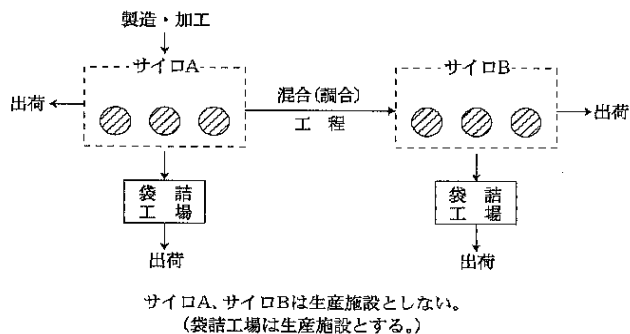 製造・加工
サイロA
サイロB
出荷
混合(調合)
工程
出荷
袋詰
工場
袋詰
工場
出荷
出荷
サイロA、サイロBは生産施設としない。
(袋詰工場は生産施設とする。)